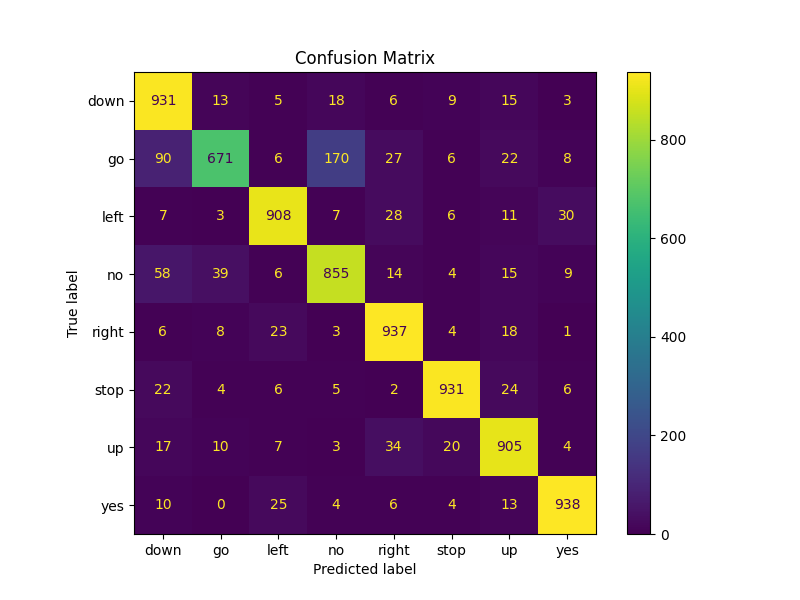 Confusion Matrix
down 931 13 5 18 6 9 15 3
go 90 671 6 170 27 6 22 8
left 7 3 908 7 28 6 11 30
no 58 39 6 855 14 4 15 9
right 6 8 23 3 937 4 18 1
stop 22 4 6 5 2 931 24 6
up 17 10 7 3 34 20 905 4
yes 10 0 25 4 6 4 13 938
down go left no right stop up yes
Predicted label
True label
800
600
400
200
0